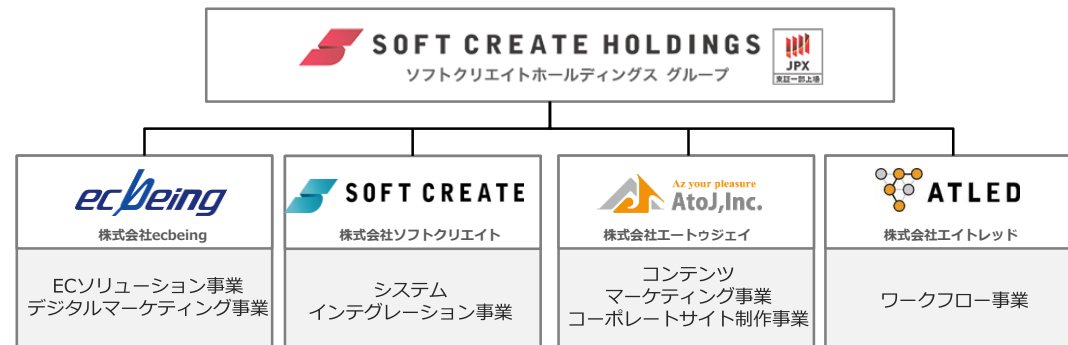 SOFT CREATE HOLDINGS
ソフトクリエイトホールディングス グループ
JPX
東証一部上場
ecbeing
株式会社ecbeing
ECソリューション事業
デジタルマーケティング事業
SOFT CREATE
株式会社ソフトクリエイト
システム
インテグレーション事業
Az your pleasure
AtoJ,Inc.
株式会社エートゥジェイ
コンテンツ
マーケティング事業
コーポレートサイト制作事業
ATLED
株式会社エイトレッド
ワークフロー事業